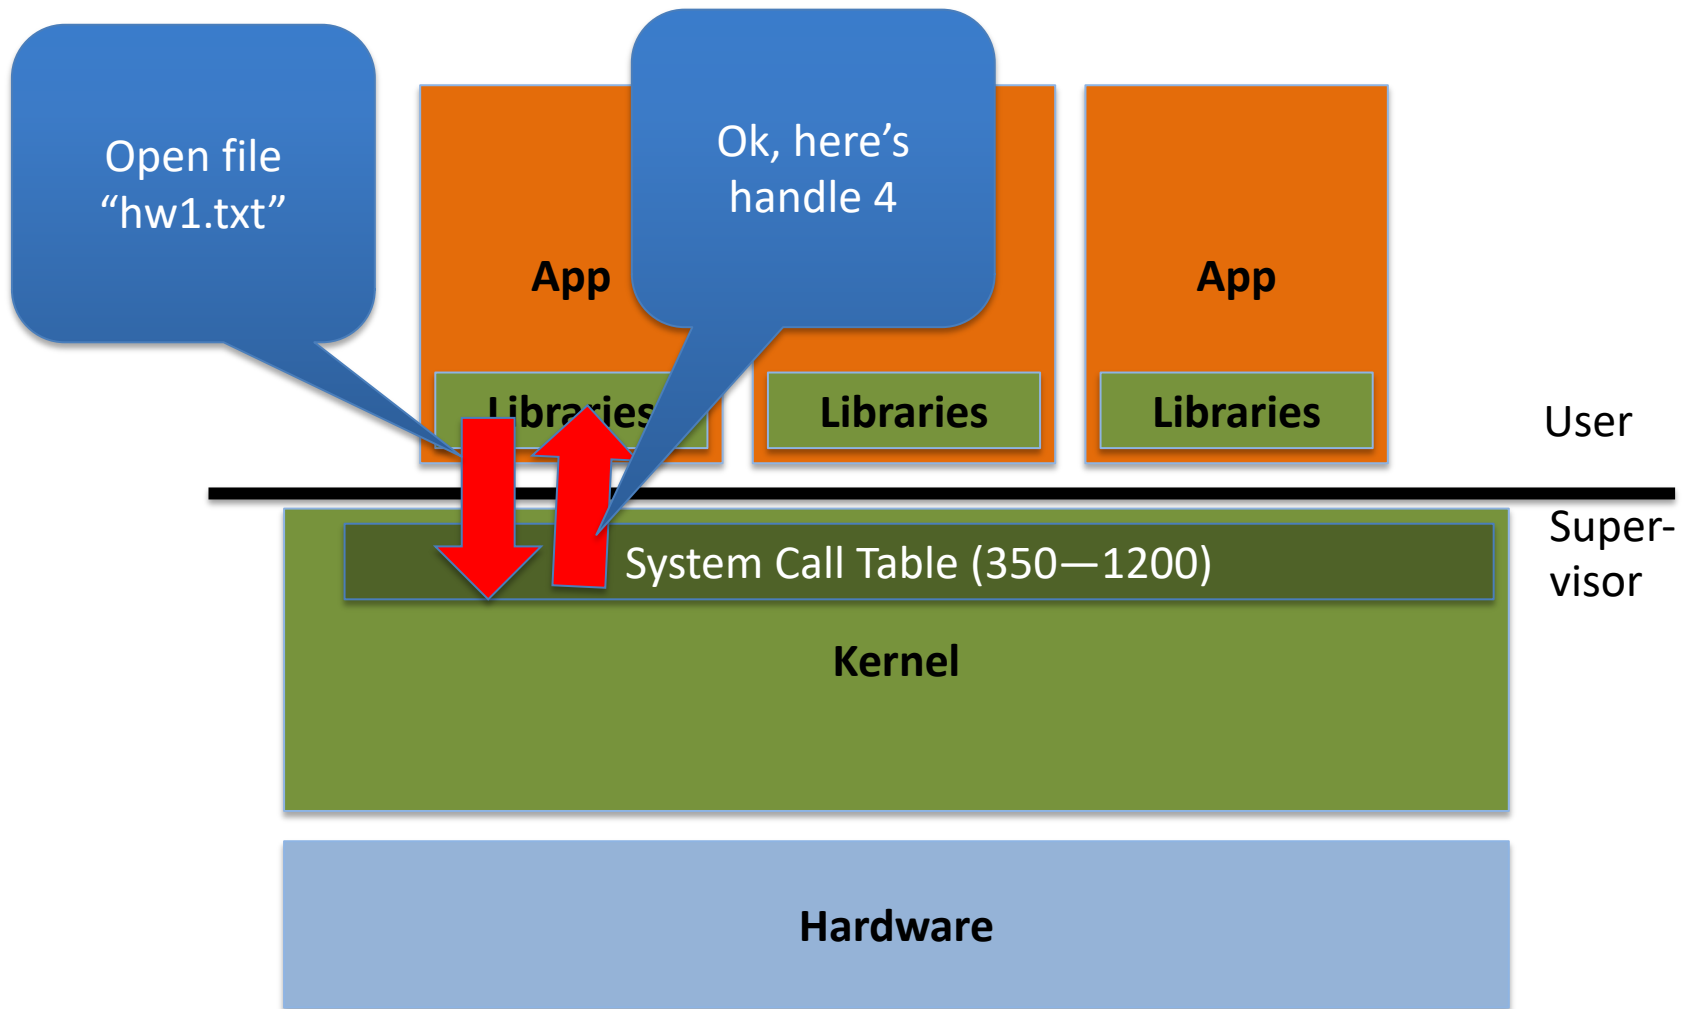 Open file
“hw1.txt”
Ok, here’s
handle 4
App
App
Libraries
Libraries
Libraries
User
Super-
visor
System Call Table (350—1200)
Kernel
Hardware